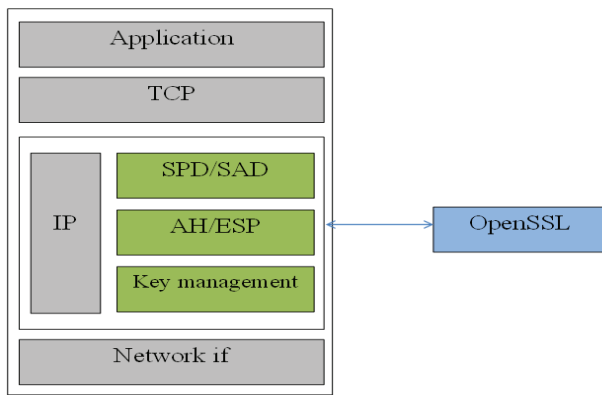 Application
TCP
SPD/SAD
IP
AH/ESP
OpenSSL
Key management
Network if